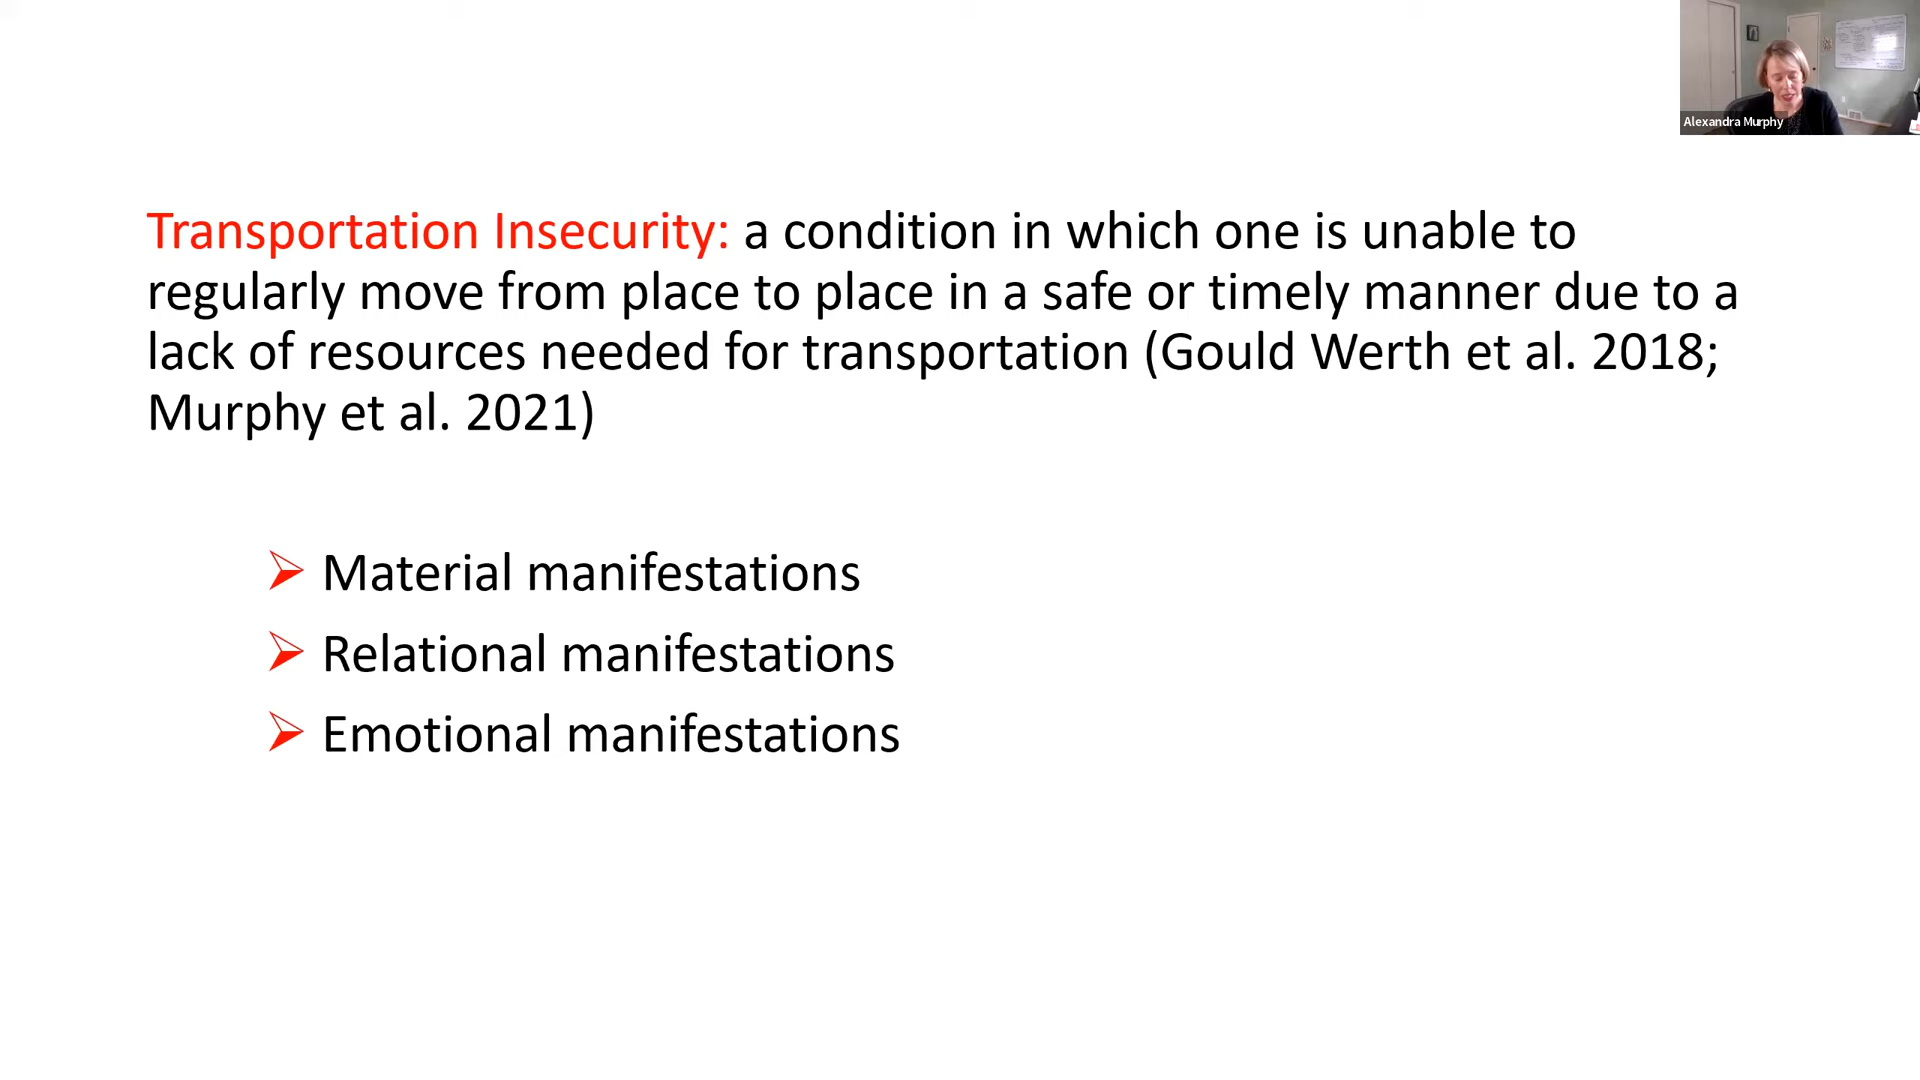 Alexandra Murphy
Transportation Insecurity: a condition in which one is unable to
regularly move from place to place in a safe or timely manner due to a
lack of resources needed for transportation (Gould Werth et al. 2018;
Murphy et al. 2021)
Material manifestations
Relational manifestations
Emotional manifestations